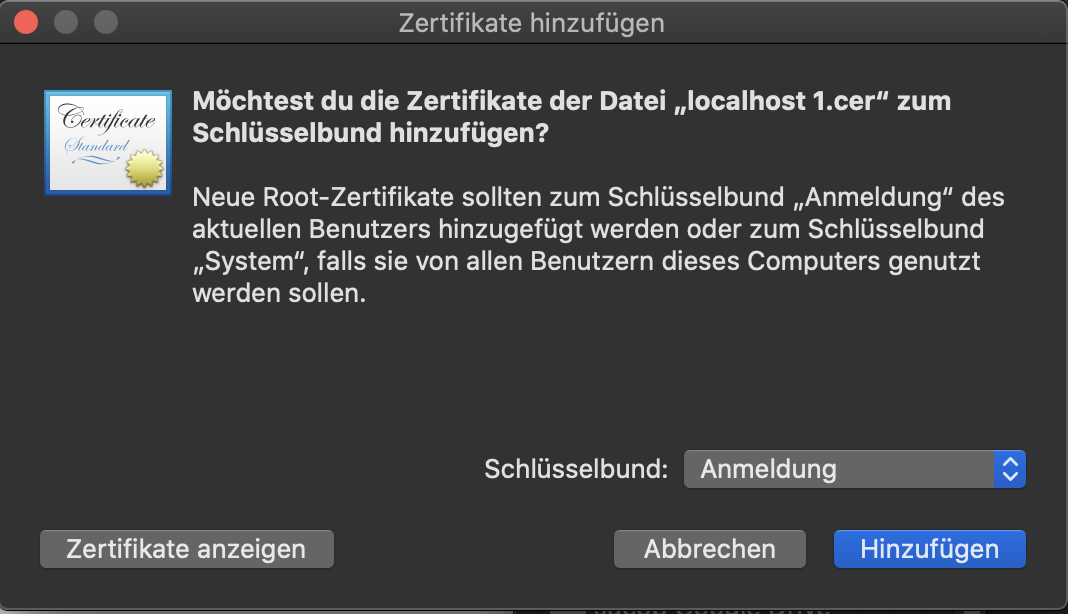 Zertifikate hinzufügen
Certificate
Standard
Möchtest du die Zertifikate der Datei „localhost 1.cer“ zum
Schlüsselbund hinzufügen?
Neue Root-Zertifikate sollten zum Schlüsselbund „Anmeldung“ des
aktuellen Benutzers hinzugefügt werden oder zum Schlüsselbund
„System“, falls sie von allen Benutzern dieses Computers genutzt
werden sollen.
Schlüsselbund: Anmeldung
Zertifikate anzeigen Abbrechen Hinzufügen